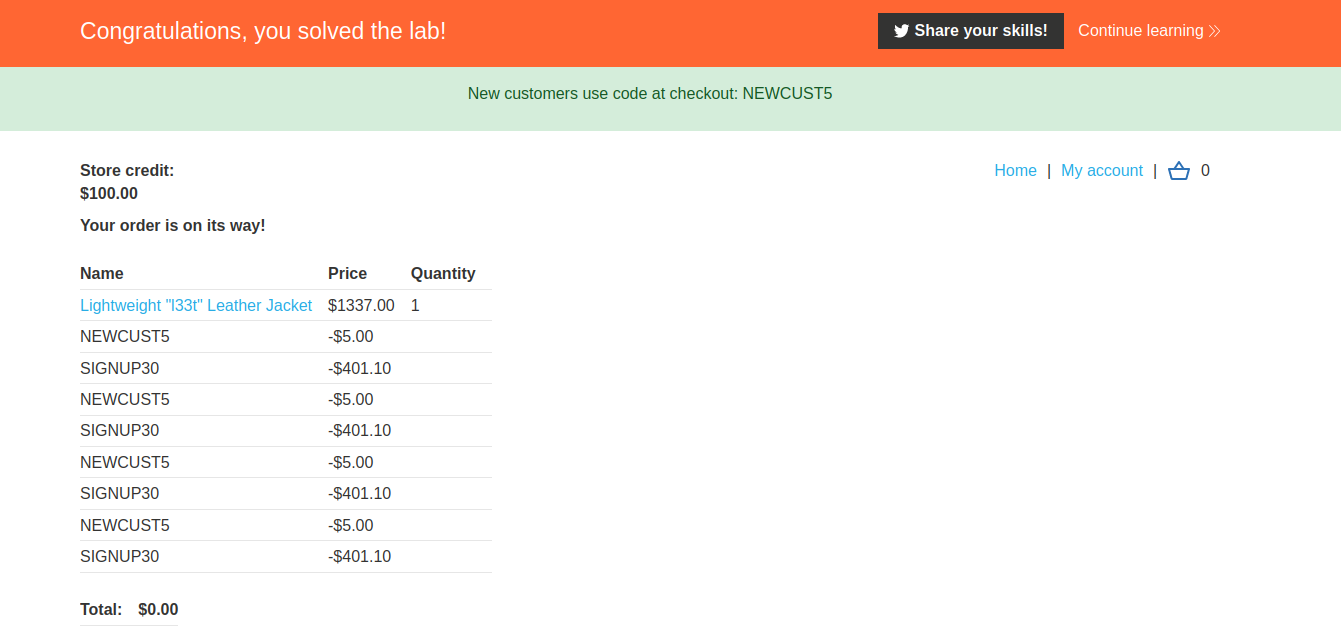 Congratulations, you solved the lab!
Share your skills!
Continue learning
New customers use code at checkout: NEWCUST5
Store credit:
$100.00
Home | My account | 0
Your order is on its way!
Name Price Quantity
Lightweight "l33t" Leather Jacket $1337.00 1
NEWCUST5 -$5.00
SIGNUP30 -$401.10
NEWCUST5 -$5.00
SIGNUP30 -$401.10
NEWCUST5 -$5.00
SIGNUP30 -$401.10
NEWCUST5 -$5.00
SIGNUP30 -$401.10
Total: $0.00